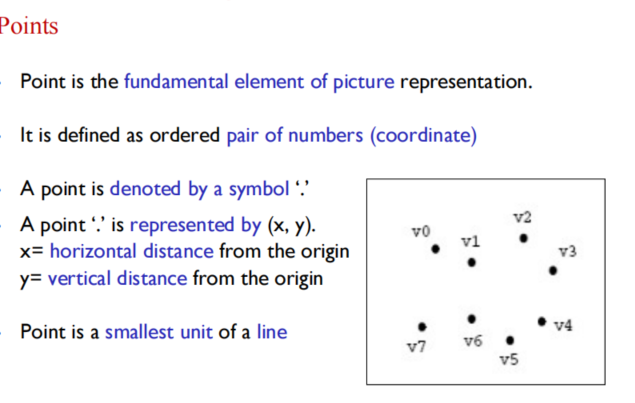 Points
Point is the fundamental element of picture representation.
It is defined as ordered pair of numbers (coordinate)
A point is denoted by a symbol ‘.’
A point ‘.’ is represented by (x, y).
x= horizontal distance from the origin
y= vertical distance from the origin
Point is a smallest unit of a line
v0
v1
v2
v3
v4
v5
v6
v7